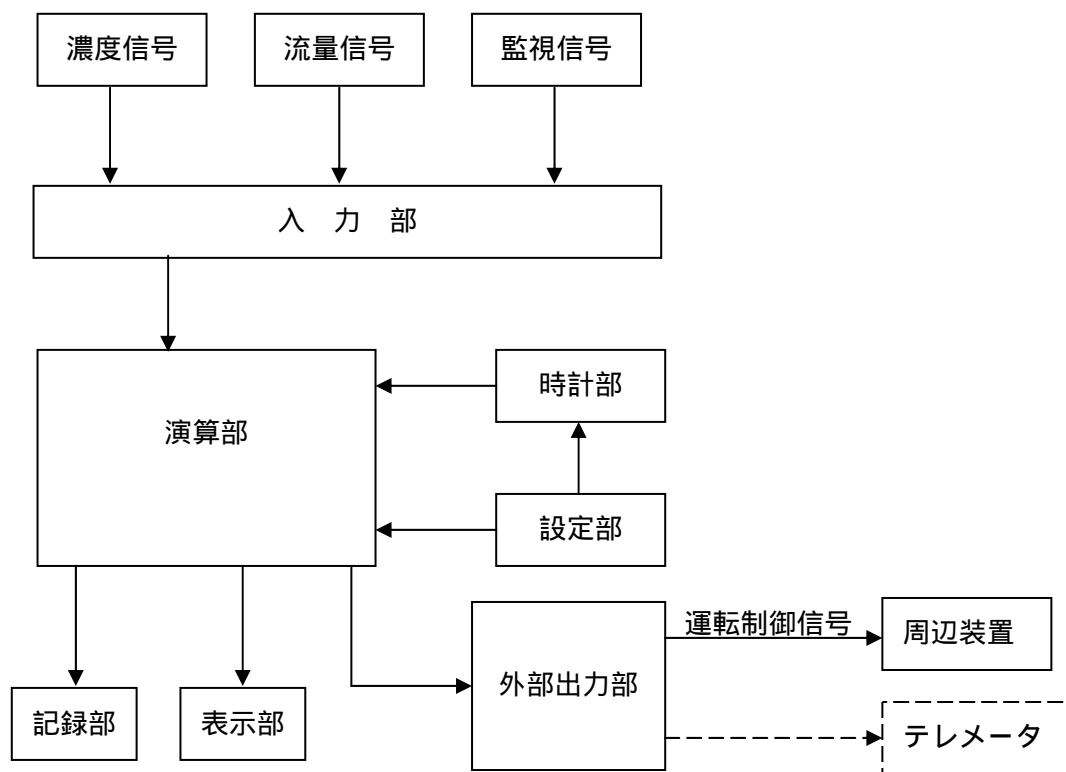 濃度信号
流量信号
監視信号
入 力 部
演算部
時計部
設定部
運転制御信号
周辺装置
外部出力部
記録部
表示部
テレメータ